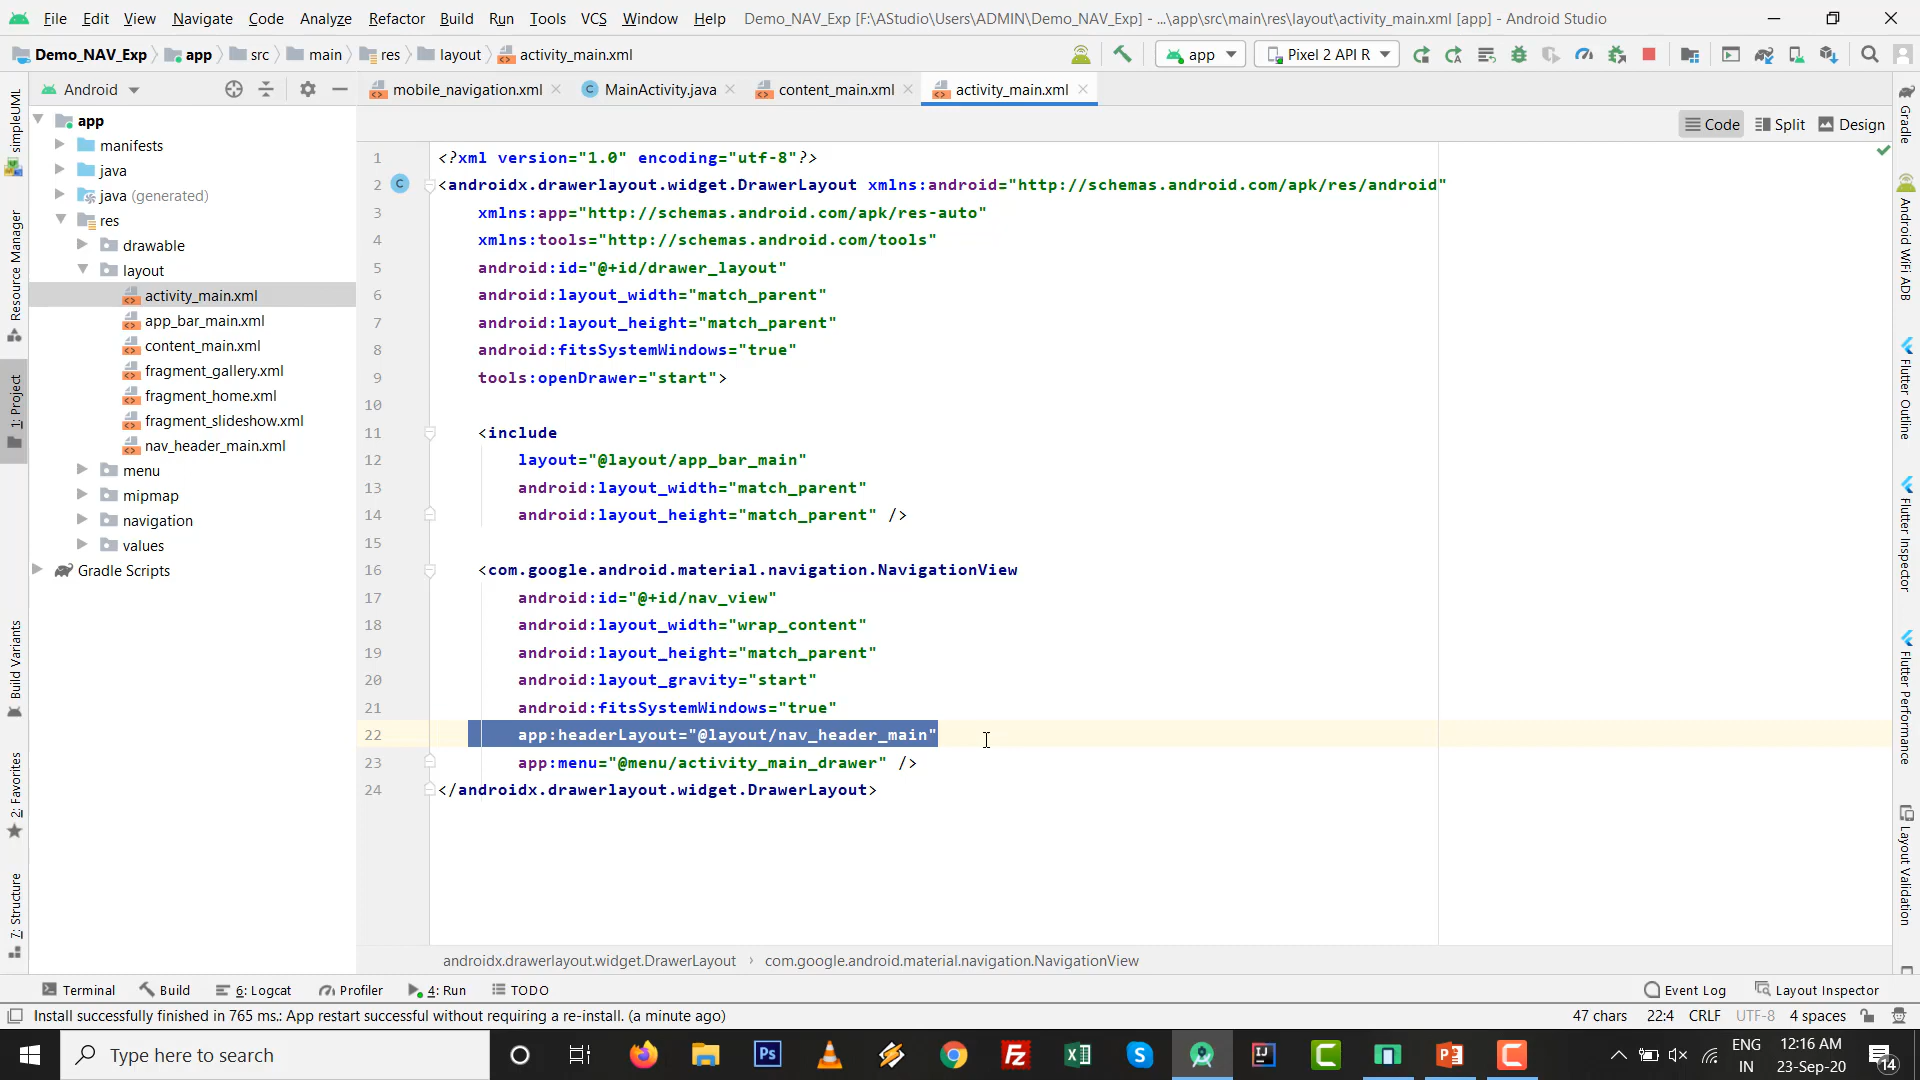 File Edit View Navigate Code Analyze Refactor Build Run Tools VCS Window Help Demo_NAV_Exp [F:\AStudio\Users\ADMIN\Demo_NAV_Exp] - ...\app\src\main\res\layout\activity_main.xml [app] - Android Studio
Demo_NAV_Exp app src main res layout activity_main.xml app Pixel 2 API R
Android mobile_navigation.xml MainActivity.java content_main.xml activity_main.xml
Code Split Design
app
manifests
java
java (generated)
res
drawable
layout
activity_main.xml
app_bar_main.xml
content_main.xml
fragment_gallery.xml
fragment_home.xml
fragment_slideshow.xml
nav_header_main.xml
menu
mipmap
navigation
values
Gradle Scripts
1 <?xml version="1.0" encoding="utf-8"?>
2 <androidx.drawerlayout.widget.DrawerLayout xmlns:android="http://schemas.android.com/apk/res/android"
3 xmlns:app="http://schemas.android.com/apk/res-auto"
4 xmlns:tools="http://schemas.android.com/tools"
5 android:id="@+id/drawer_layout"
6 android:layout_width="match_parent"
7 android:layout_height="match_parent"
8 android:fitsSystemWindows="true"
9 tools:openDrawer="start">
10
11 <include
12 layout="@layout/app_bar_main"
13 android:layout_width="match_parent"
14 android:layout_height="match_parent" />
15
16 <com.google.android.material.navigation.NavigationView
17 android:id="@+id/nav_view"
18 android:layout_width="wrap_content"
19 android:layout_height="match_parent"
20 android:layout_gravity="start"
21 android:fitsSystemWindows="true"
22 app:headerLayout="@layout/nav_header_main"
23 app:menu="@menu/activity_main_drawer" />
24 </androidx.drawerlayout.widget.DrawerLayout>
androidx.drawerlayout.widget.DrawerLayout › com.google.android.material.navigation.NavigationView
simpleUML
Resource Manager
1: Project
Build Variants
2: Favorites
7: Structure
Gradle
Android WiFi ADB
Flutter Outline
Flutter Inspector
Flutter Performance
Layout Validation
Terminal Build 6: Logcat Profiler 4: Run TODO Event Log Layout Inspector
Install successfully finished in 765 ms.: App restart successful without requiring a re-install. (a minute ago) 47 chars 22:4 CRLF UTF-8 4 spaces
Type here to search
Ps
ENG
IN
12:16 AM
23-Sep-20
14